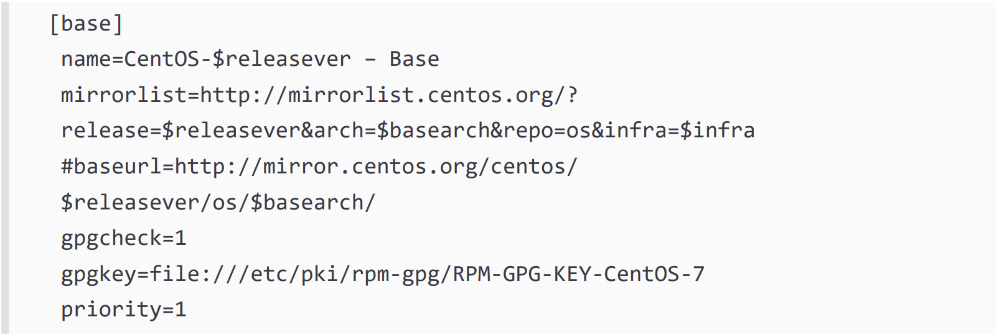 [base]
name=CentOS-$releasever – Base
mirrorlist=http://mirrorlist.centos.org/?
release=$releasever&arch=$basearch&repo=os&infra=$infra
#baseurl=http://mirror.centos.org/centos/
$releasever/os/$basearch/
gpgcheck=1
gpgkey=file:///etc/pki/rpm-gpg/RPM-GPG-KEY-CentOS-7
priority=1